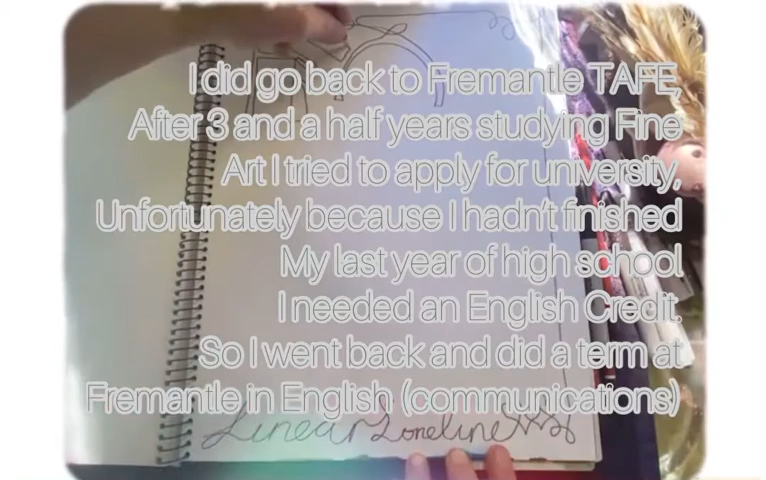 I did go back to Fremantle TAFE,
After 3 and a half years studying Fine
Art I tried to apply for university,
Unfortunately because I hadn't finished
My last year of high school
I needed an English Credit.
So I went back and did a term at
Fremantle in English (communications)
Linear Loneliness